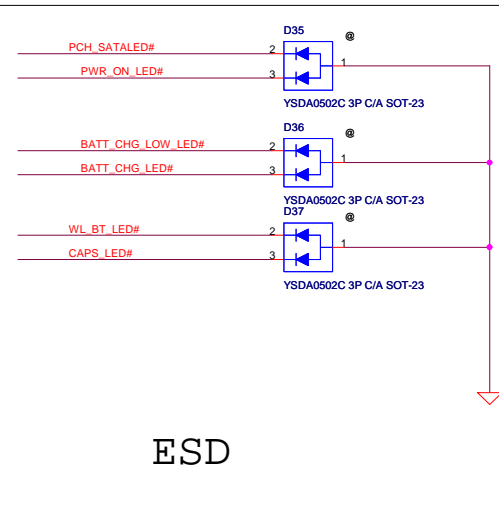 D35 @
PCH_SATALED# 2
1
PWR_ON_LED# 3
YSDA0502C 3P C/A SOT-23
D36 @
BATT_CHG_LOW_LED# 2
1
BATT_CHG_LED# 3
YSDA0502C 3P C/A SOT-23
D37 @
WL_BT_LED# 2
1
CAPS_LED# 3
YSDA0502C 3P C/A SOT-23
ESD